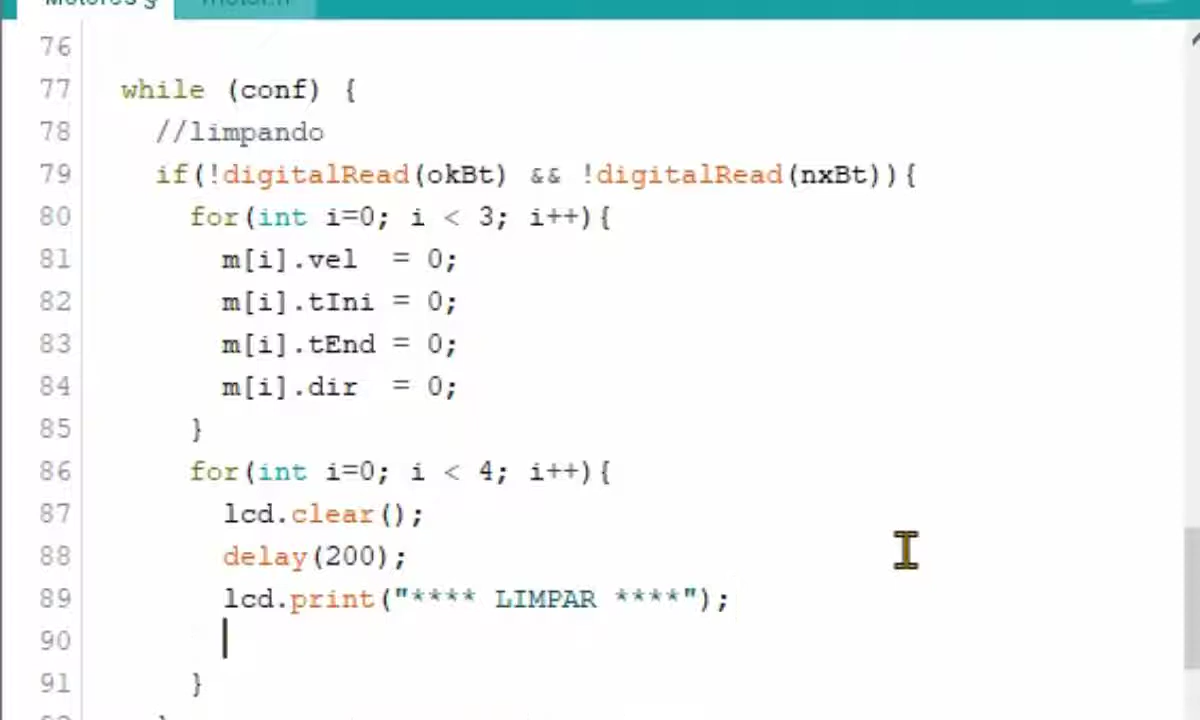 76
77 while (conf) {
78 //limpando
79 if(!digitalRead(okBt) && !digitalRead(nxBt)){
80 for(int i=0; i < 3; i++){
81 m[i].vel  = 0;
82 m[i].tIni = 0;
83 m[i].tEnd = 0;
84 m[i].dir  = 0;
85 }
86 for(int i=0; i < 4; i++){
87 lcd.clear();
88 delay(200);
89 lcd.print("**** LIMPAR ****");
90
91 }